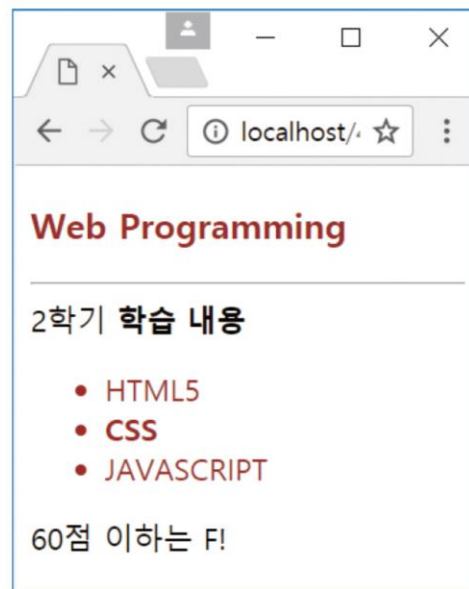 localhost/4
Web Programming
2학기 학습 내용
HTML5
CSS
JAVASCRIPT
60점 이하는 F!